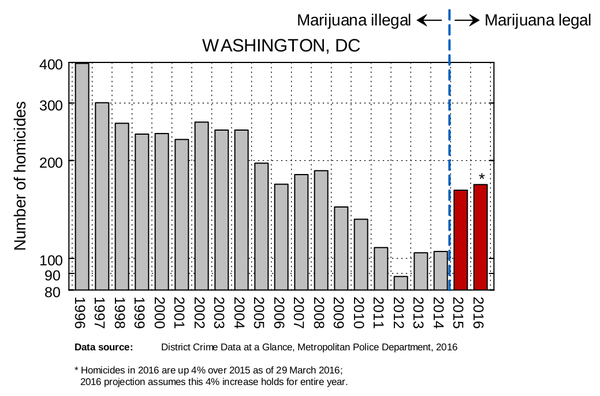 Marijuana illegal ← → Marijuana legal
WASHINGTON, DC
Number of homicides
400
300
200
100
90
80
*
1996 1997 1998 1999 2000 2001 2002 2003 2004 2005 2006 2007 2008 2009 2010 2011 2012 2013 2014 2015 2016
Data source: District Crime Data at a Glance, Metropolitan Police Department, 2016
* Homicides in 2016 are up 4% over 2015 as of 29 March 2016;
2016 projection assumes this 4% increase holds for entire year.